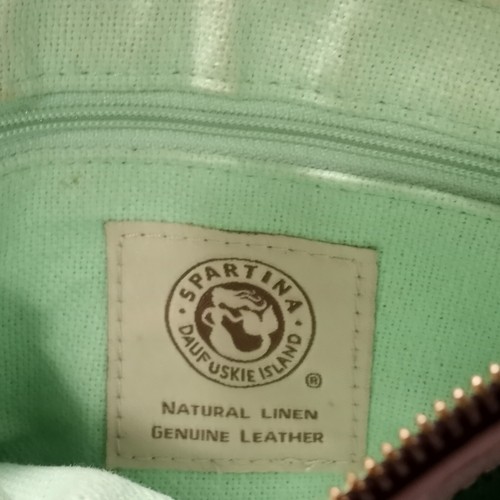 SPARTINA
DAUFUSKIE ISLAND
®
NATURAL LINEN
GENUINE LEATHER